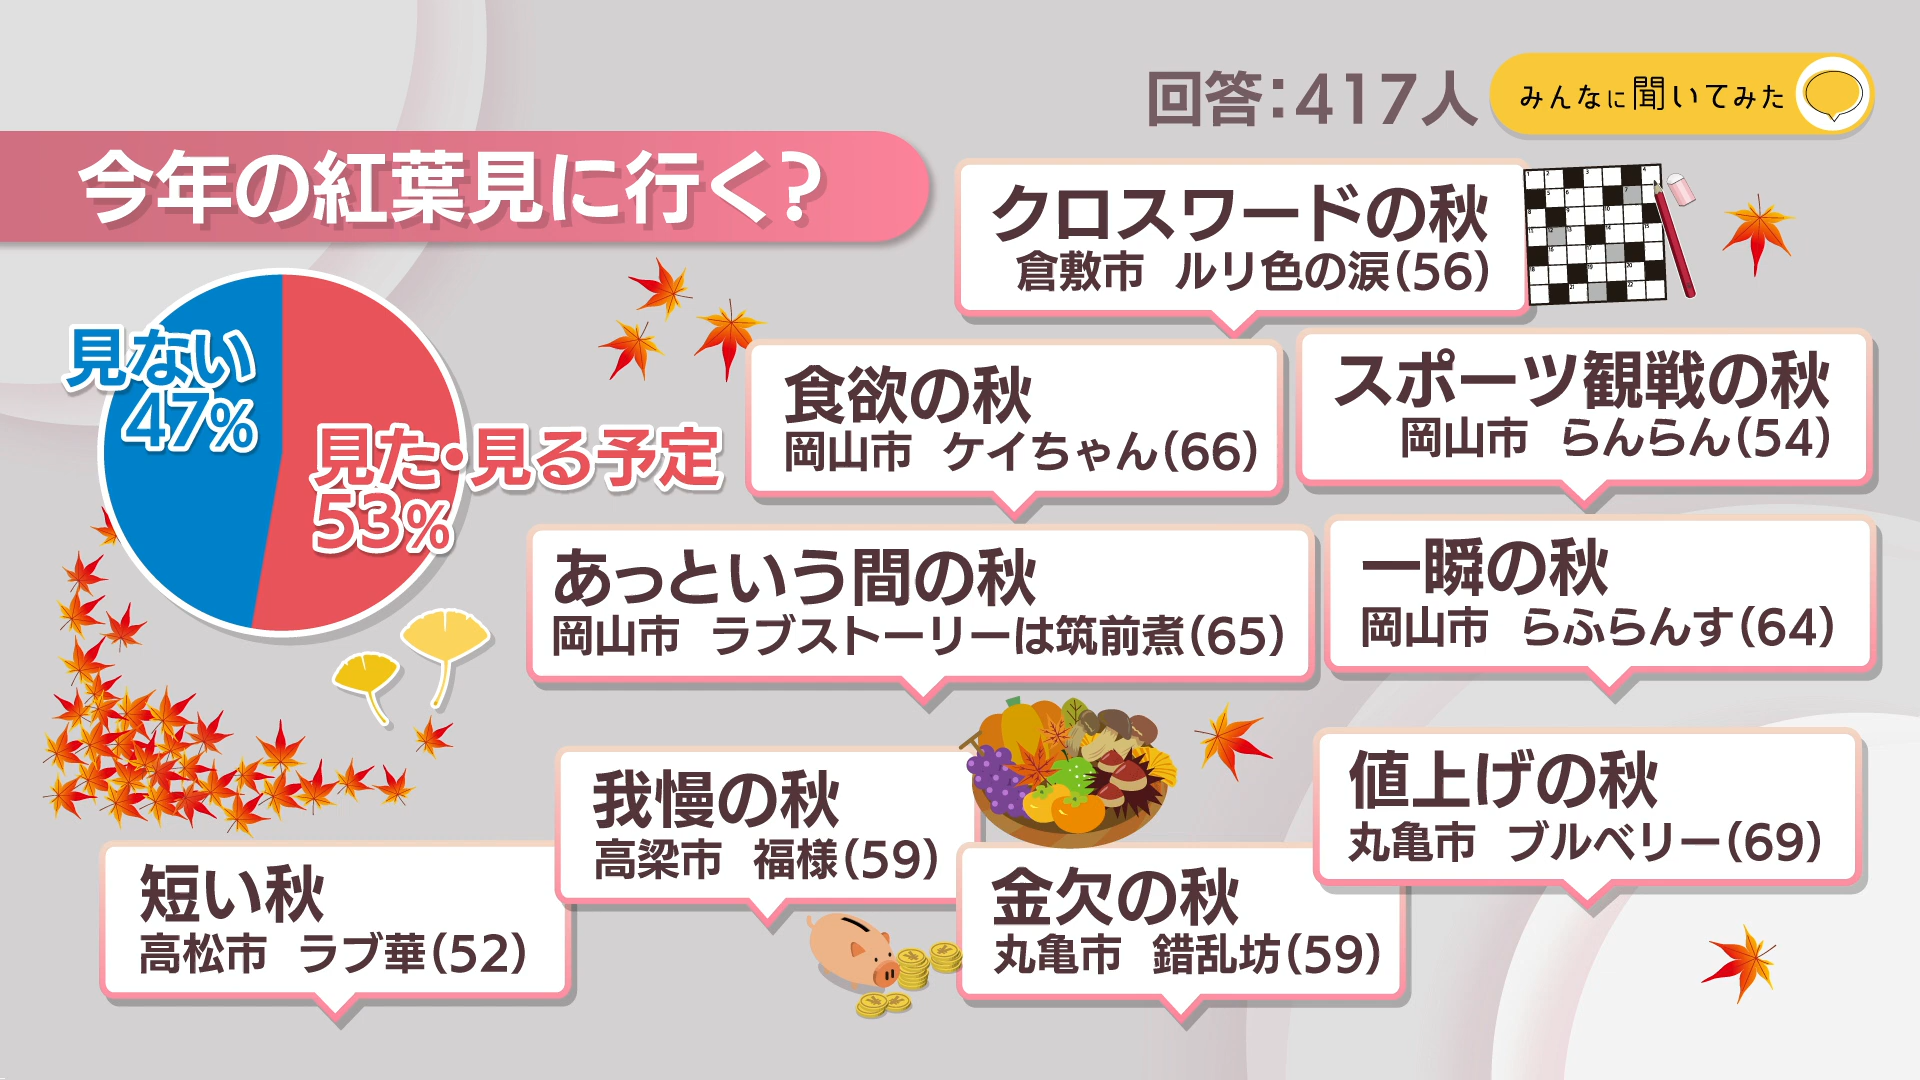 回答：417人
みんなに聞いてみた
今年の紅葉見に行く？
見ない
47%
見た・見る予定
53%
クロスワードの秋
倉敷市 ルリ色の涙(56)
食欲の秋
岡山市 ケイちゃん(66)
スポーツ観戦の秋
岡山市 らんらん(54)
あっという間の秋
岡山市 ラブストーリーは筑前煮(65)
一瞬の秋
岡山市 らふらんす(64)
我慢の秋
高梁市 福様(59)
値上げの秋
丸亀市 ブルベリー(69)
短い秋
高松市 ラブ華(52)
金欠の秋
丸亀市 錯乱坊(59)